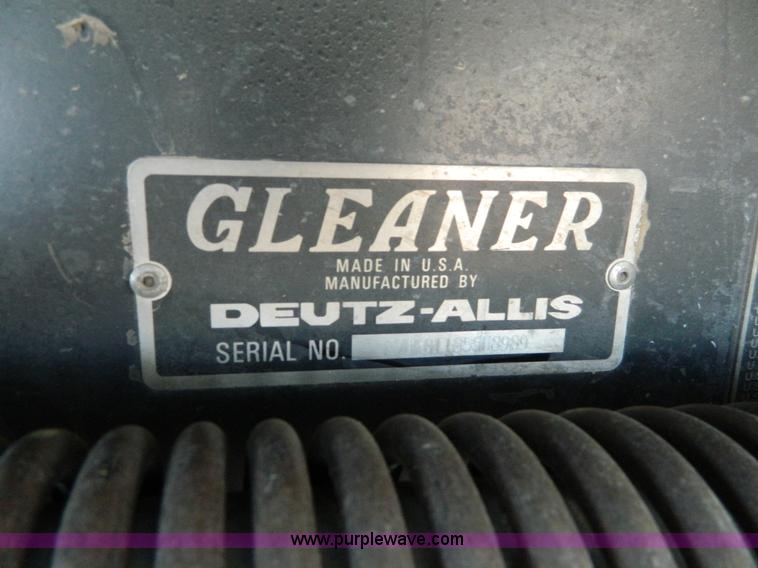 GLEANER
MADE IN U.S.A.
MANUFACTURED BY
DEUTZ-ALLIS
SERIAL NO.
www.purplewave.com